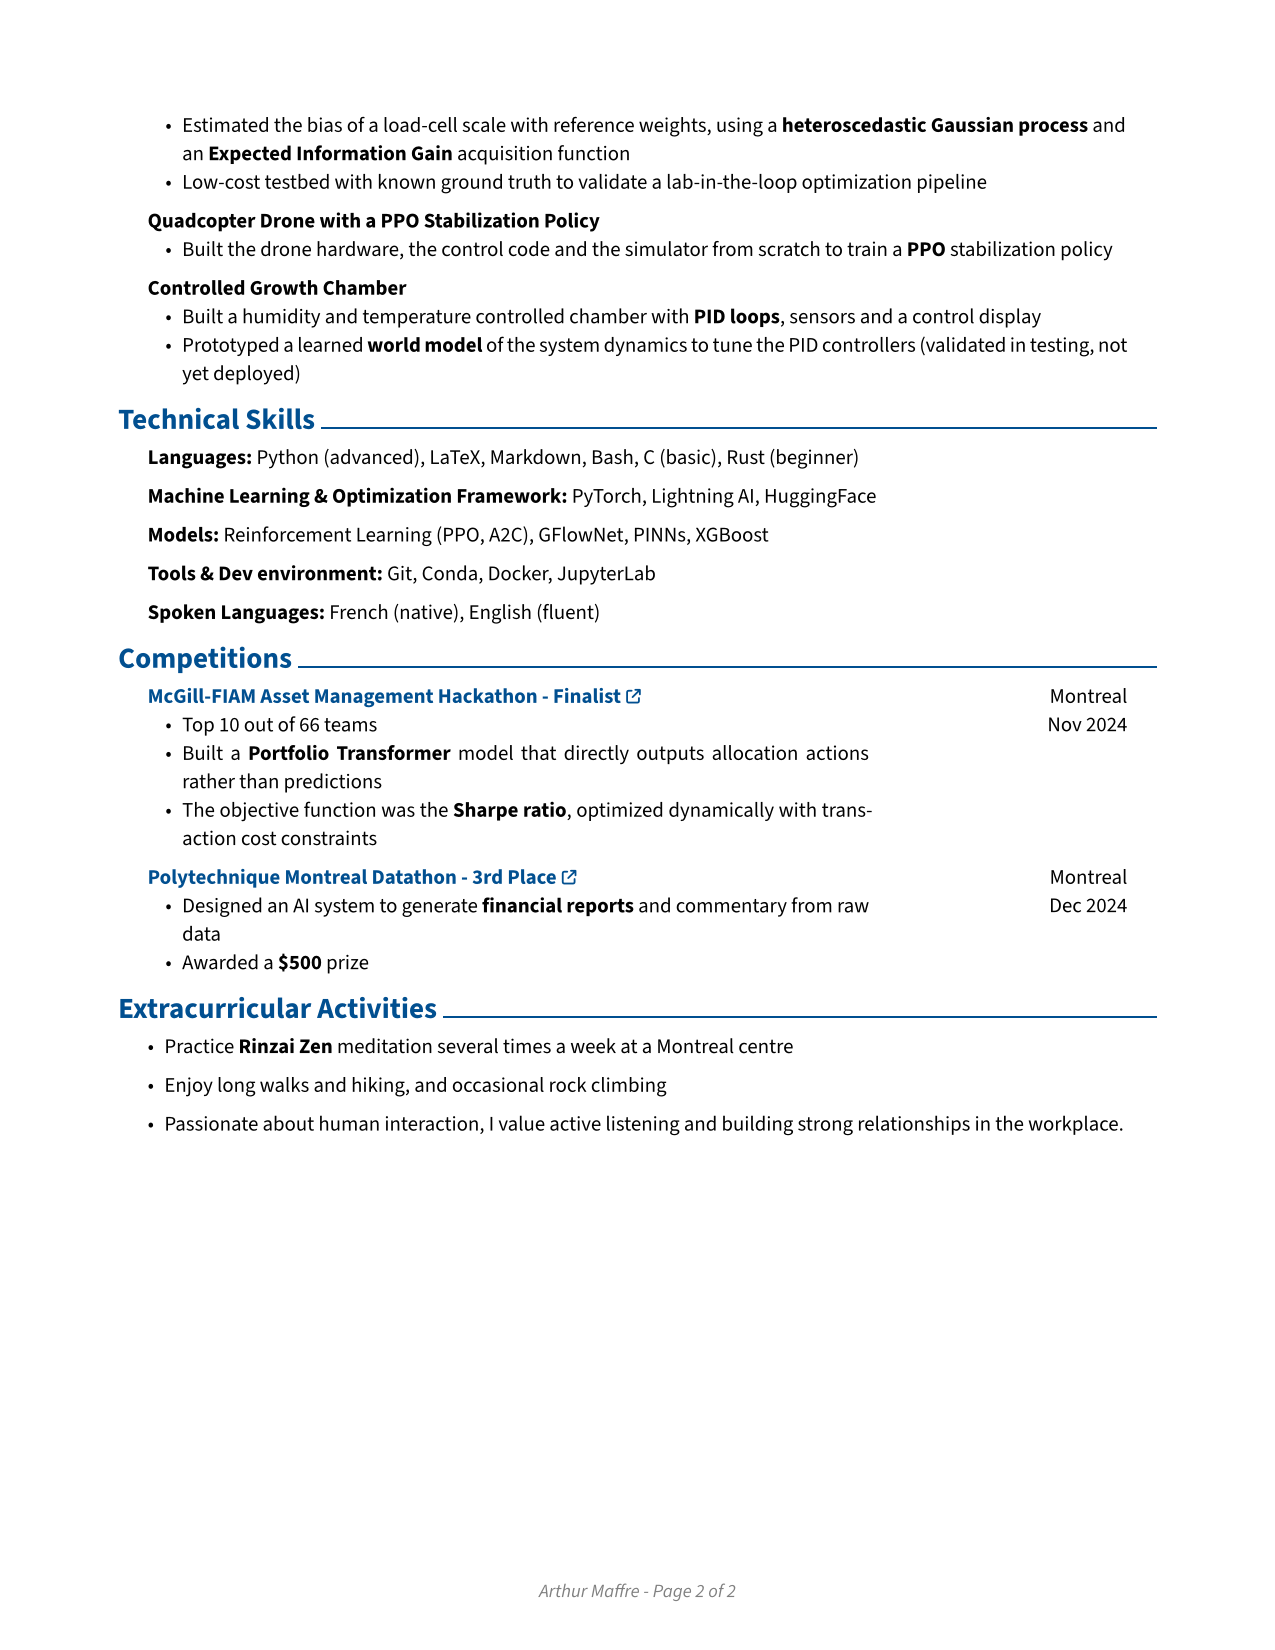 • Estimated the bias of a load-cell scale with reference weights, using a heteroscedastic Gaussian process and
an Expected Information Gain acquisition function
• Low-cost testbed with known ground truth to validate a lab-in-the-loop optimization pipeline
Quadcopter Drone with a PPO Stabilization Policy
• Built the drone hardware, the control code and the simulator from scratch to train a PPO stabilization policy
Controlled Growth Chamber
• Built a humidity and temperature controlled chamber with PID loops, sensors and a control display
• Prototyped a learned world model of the system dynamics to tune the PID controllers (validated in testing, not
yet deployed)
Technical Skills
Languages: Python (advanced), LaTeX, Markdown, Bash, C (basic), Rust (beginner)
Machine Learning & Optimization Framework: PyTorch, Lightning AI, HuggingFace
Models: Reinforcement Learning (PPO, A2C), GFlowNet, PINNs, XGBoost
Tools & Dev environment: Git, Conda, Docker, JupyterLab
Spoken Languages: French (native), English (fluent)
Competitions
McGill-FIAM Asset Management Hackathon - Finalist Montreal
• Top 10 out of 66 teams Nov 2024
• Built a Portfolio Transformer model that directly outputs allocation actions
rather than predictions
• The objective function was the Sharpe ratio, optimized dynamically with trans-
action cost constraints
Polytechnique Montreal Datathon - 3rd Place Montreal
• Designed an AI system to generate financial reports and commentary from raw Dec 2024
data
• Awarded a $500 prize
Extracurricular Activities
• Practice Rinzai Zen meditation several times a week at a Montreal centre
• Enjoy long walks and hiking, and occasional rock climbing
• Passionate about human interaction, I value active listening and building strong relationships in the workplace.
Arthur Maffre - Page 2 of 2